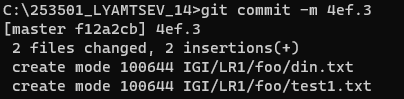 C:\253501_LYAMTSEV_14>git commit -m 4ef.3
[master f12a2cb] 4ef.3
 2 files changed, 2 insertions(+)
 create mode 100644 IGI/LR1/foo/din.txt
 create mode 100644 IGI/LR1/foo/test1.txt